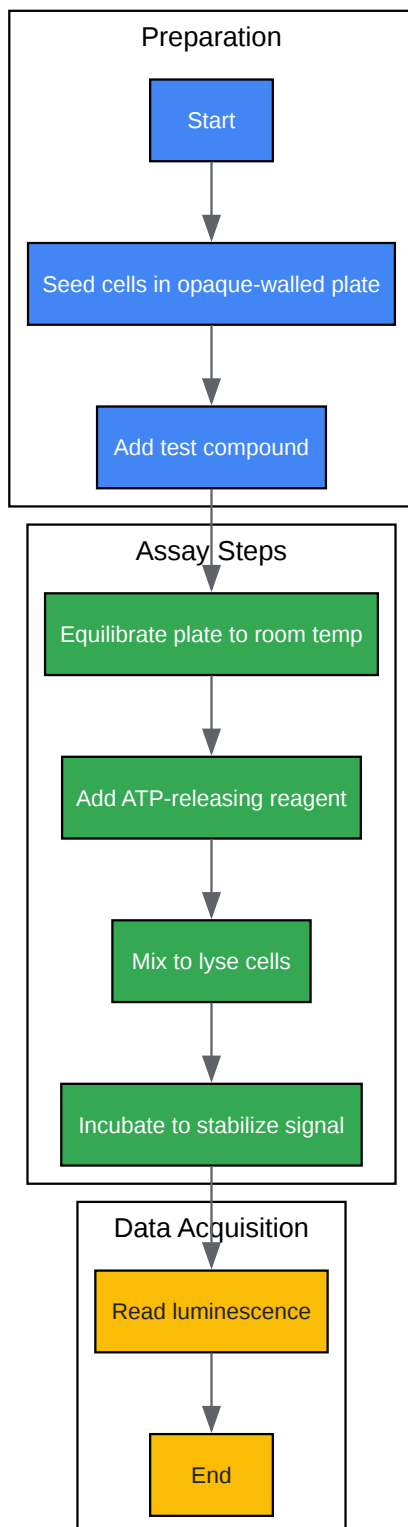 Preparation
Start
Seed cells in opaque-walled plate
Add test compound
Assay Steps
Equilibrate plate to room temp
Add ATP-releasing reagent
Mix to lyse cells
Incubate to stabilize signal
Data Acquisition
Read luminescence
End